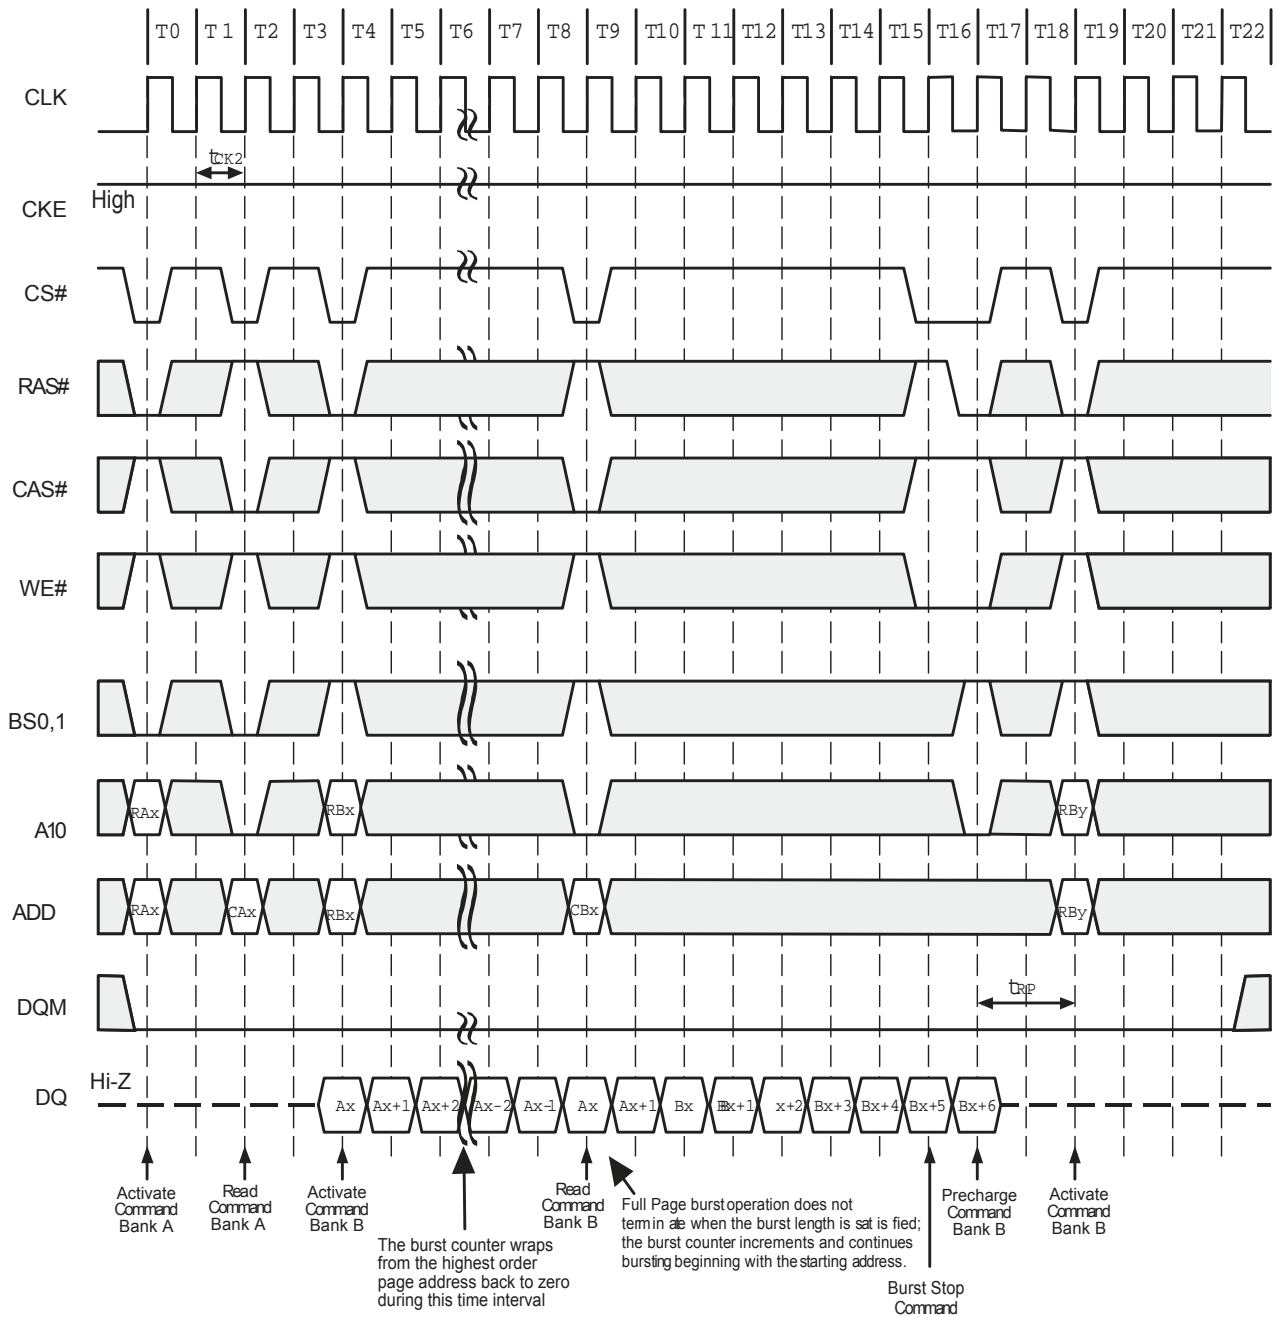 T0 T1 T2 T3 T4 T5 T6 T7 T8 T9 T10 T11 T12 T13 T14 T15 T16 T17 T18 T19 T20 T21 T22
CLK
tCK2
High
CKE
CS#
RAS#
CAS#
WE#
BS0,1
A10
RAx RBx RBy
ADD
RAx CAx RBx CBx RBy
DQM
tRP
Hi-Z
DQ
Ax Ax+1 Ax+2 Ax-2 Ax-1 Ax Ax+1 Bx Bx+1 x+2 Bx+3 Bx+4 Bx+5 Bx+6
Activate
Command
Bank A
Read
Command
Bank A
Activate
Command
Bank B
The burst counter wraps
from the highest order
page address back to zero
during this time interval
Read
Command
Bank B
Full Page burst operation does not
terminate when the burst length is satisfied;
the burst counter increments and continues
bursting beginning with the starting address.
Burst Stop
Command
Precharge
Command
Bank B
Activate
Command
Bank B